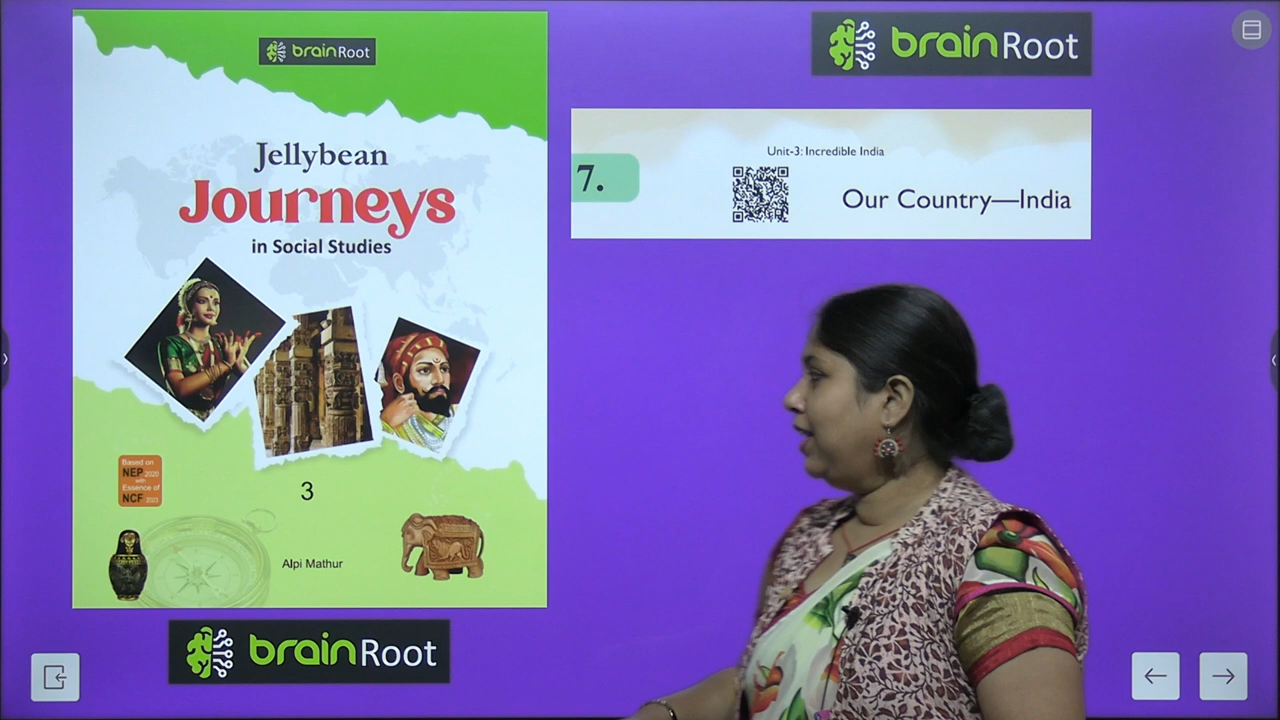 brainRoot
Jellybean
Journeys
in Social Studies
Based on
NEP 2020
with
Essence of
NCF 2023
3
Alpi Mathur
brainRoot
brainRoot
Unit-3: Incredible India
7.
Our Country—India